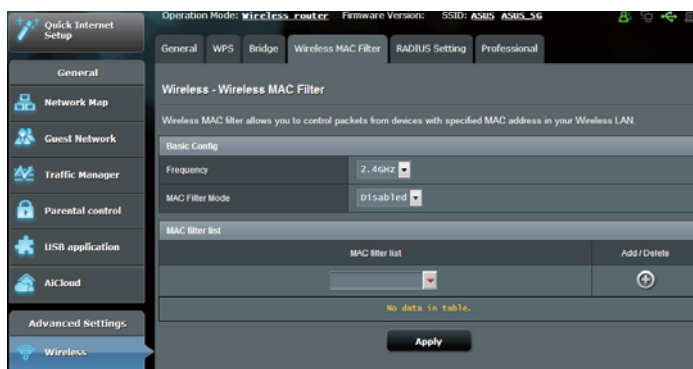 Quick Internet
Setup
General
Network Map
Guest Network
Traffic Manager
Parental control
USB application
AiCloud
Advanced Settings
Wireless
Operation Mode: Wireless router Firmware Version: SSID: ASUS ASUS_5G
General WPS Bridge Wireless MAC Filter RADIUS Setting Professional
Wireless - Wireless MAC Filter
Wireless MAC filter allows you to control packets from devices with specified MAC address in your Wireless LAN.
Basic Config
Frequency 2.4GHz
MAC Filter Mode Disabled
MAC filter list
MAC filter list Add / Delete
No data in table.
Apply